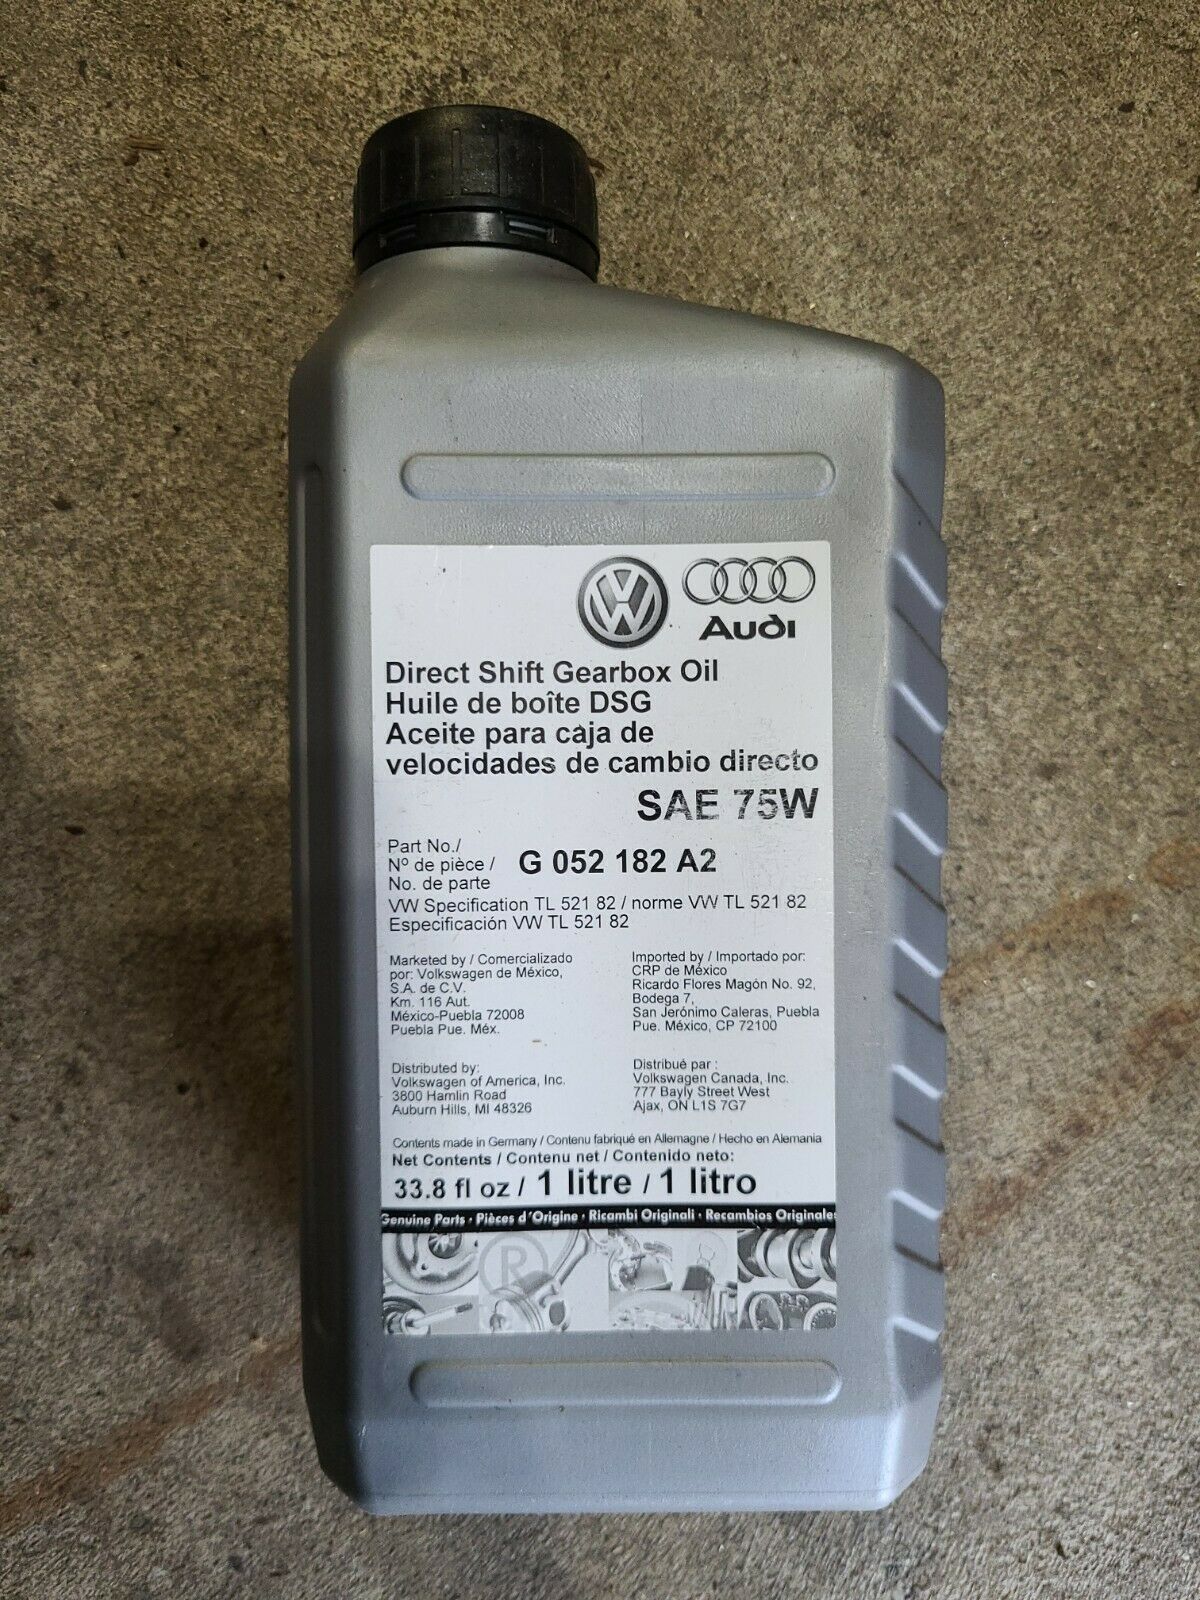 Audi
Direct Shift Gearbox Oil
Huile de boîte DSG
Aceite para caja de
velocidades de cambio directo
SAE 75W
Part No./
Nº de pièce /
No. de parte
G 052 182 A2
VW Specification TL 521 82 / norme VW TL 521 82
Especificación VW TL 521 82
Marketed by / Comercializado
por: Volkswagen de México,
S.A. de C.V.
Km. 116 Aut.
México-Puebla 72008
Puebla Pue. Méx.
Imported by / Importado por:
CRP de México
Ricardo Flores Magón No. 92,
Bodega 7,
San Jerónimo Caleras, Puebla
Pue. México, CP 72100
Distributed by:
Volkswagen of America, Inc.
3800 Hamlin Road
Auburn Hills, MI 48326
Distribué par :
Volkswagen Canada, Inc.
777 Bayly Street West
Ajax, ON L1S 7G7
Contents made in Germany / Contenu fabriqué en Allemagne / Hecho en Alemania
Net Contents / Contenu net / Contenido neto:
33.8 fl oz / 1 litre / 1 litro
Genuine Parts · Pièces d'Origine · Ricambi Originali · Recambios Originales
®